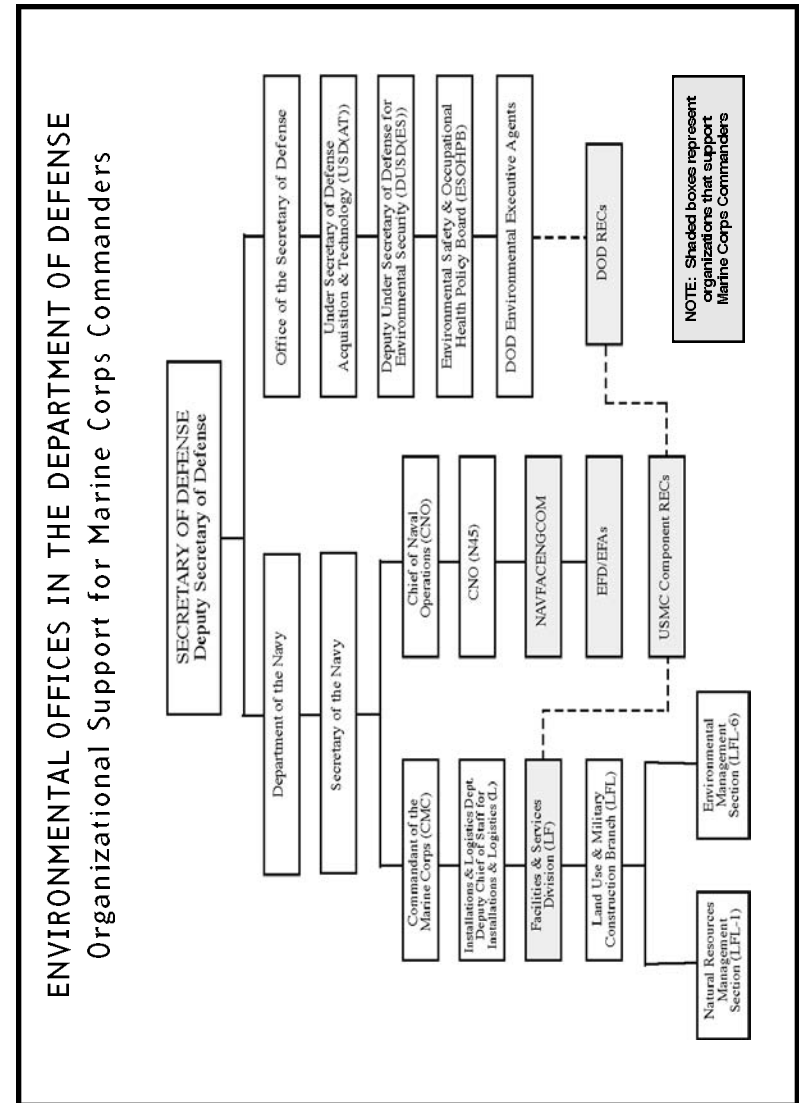 ENVIRONMENTAL OFFICES IN THE DEPARTMENT OF DEFENSE
Organizational Support for Marine Corps Commanders
SECRETARY OF DEFENSE
Deputy Secretary of Defense
Department of the Navy
Secretary of the Navy
Commandant of the
Marine Corps (CMC)
Installations & Logistics Dept.
Deputy Chief of Staff for
Installations & Logistics (L)
Facilities & Services
Division (LF)
Land Use & Military
Construction Branch (LFL)
Natural Resources
Management
Section (LFL-1)
Environmental
Management
Section (LFL-6)
Chief of Naval
Operations (CNO)
CNO (N45)
NAVFACENGCOM
EFD/EFAs
USMC Component RECs
Office of the Secretary of Defense
Under Secretary of Defense
Acquisition & Technology (USD(AT))
Deputy Under Secretary of Defense for
Environmental Security (DUSD(ES))
Environmental Safety & Occupational
Health Policy Board (ESOHPB)
DOD Environmental Executive Agents
DOD RECs
NOTE: Shaded boxes represent
organizations that support
Marine Corps Commanders